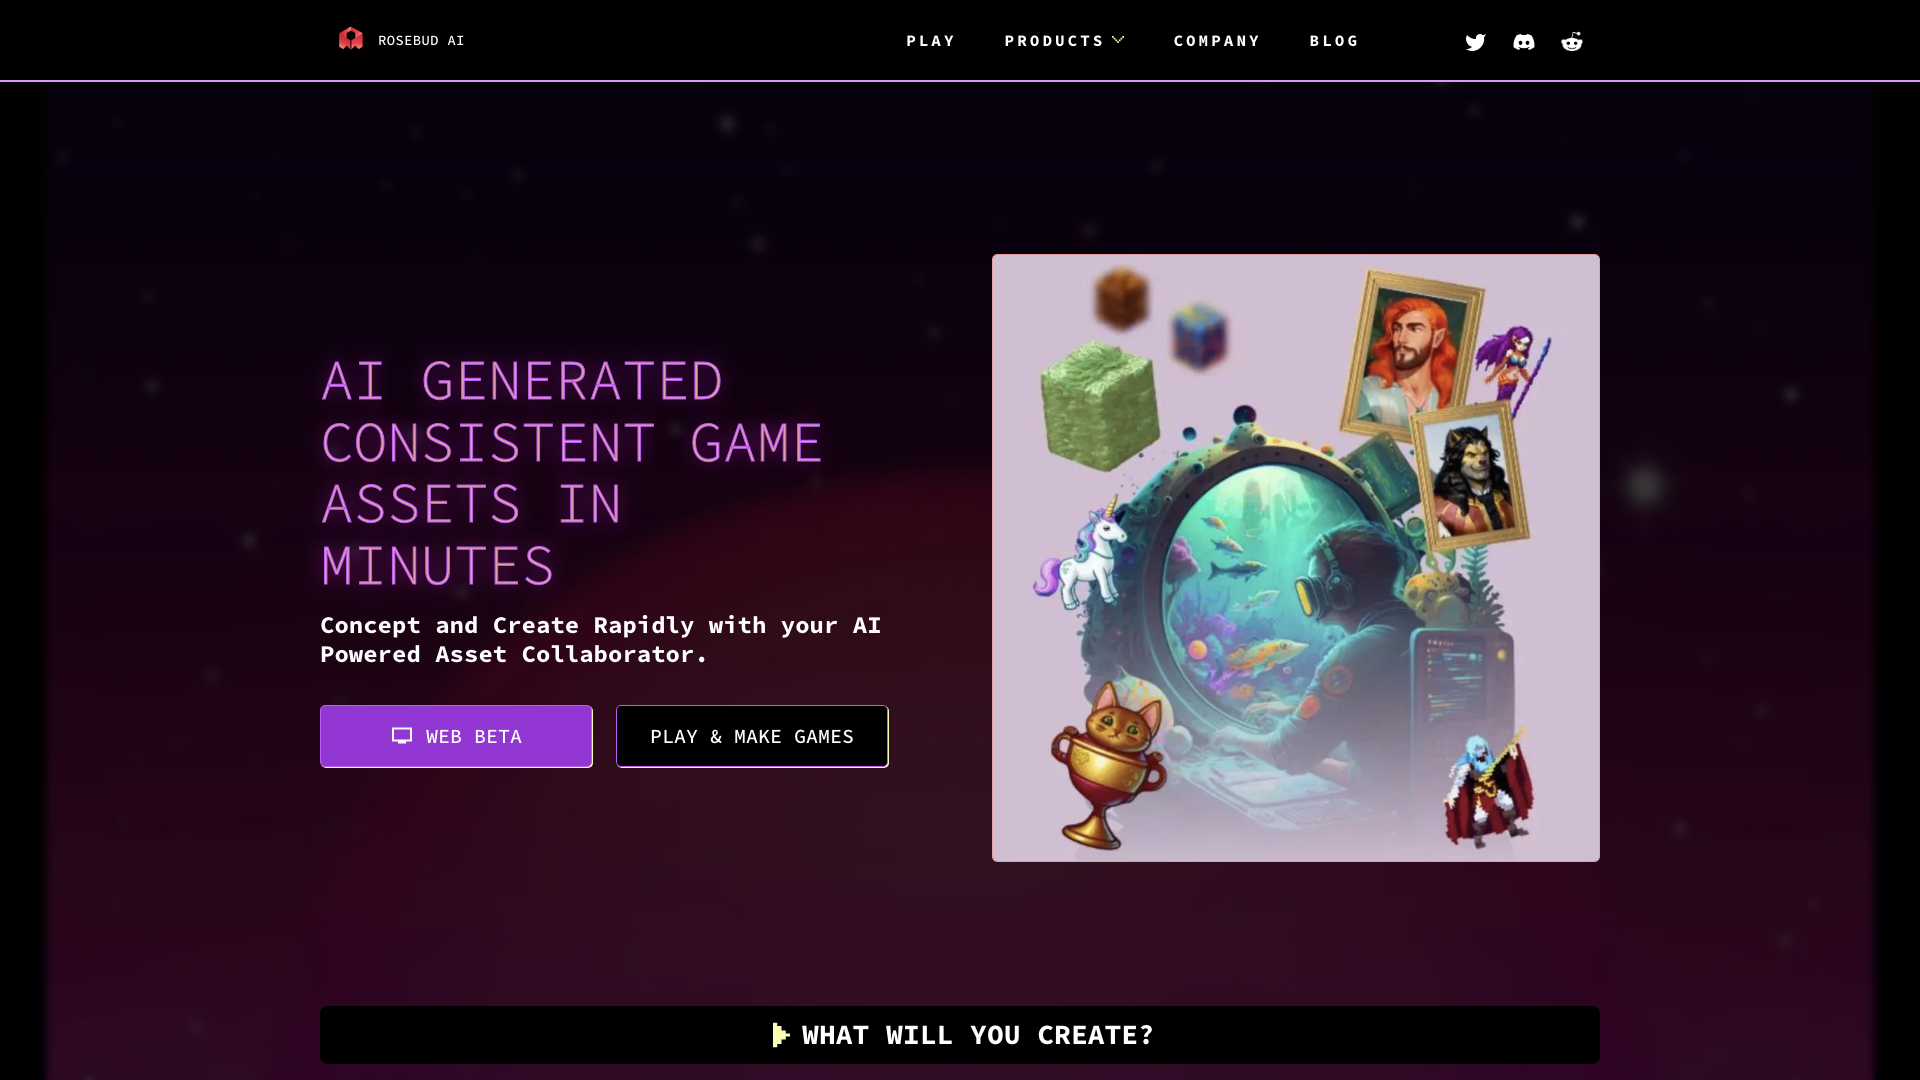 ROSEBUD AI
PLAY
PRODUCTS
COMPANY
BLOG
AI GENERATED
CONSISTENT GAME
ASSETS IN
MINUTES
Concept and Create Rapidly with your AI
Powered Asset Collaborator.
WEB BETA
PLAY & MAKE GAMES
WHAT WILL YOU CREATE?